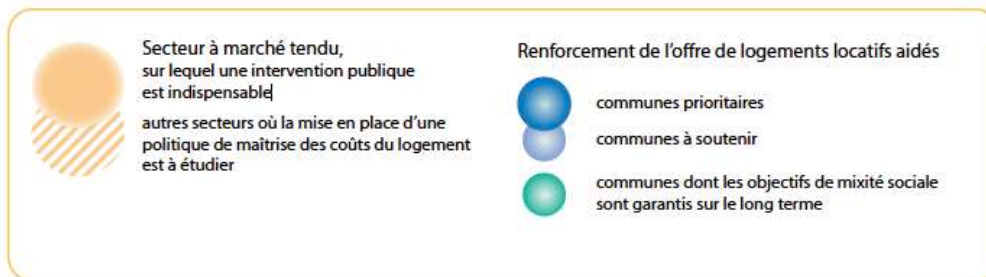 Secteur à marché tendu,
sur lequel une intervention publique
est indispensable
autres secteurs où la mise en place d'une
politique de maîtrise des coûts du logement
est à étudier
Renforcement de l'offre de logements locatifs aidés
communes prioritaires
communes à soutenir
communes dont les objectifs de mixité sociale
sont garantis sur le long terme